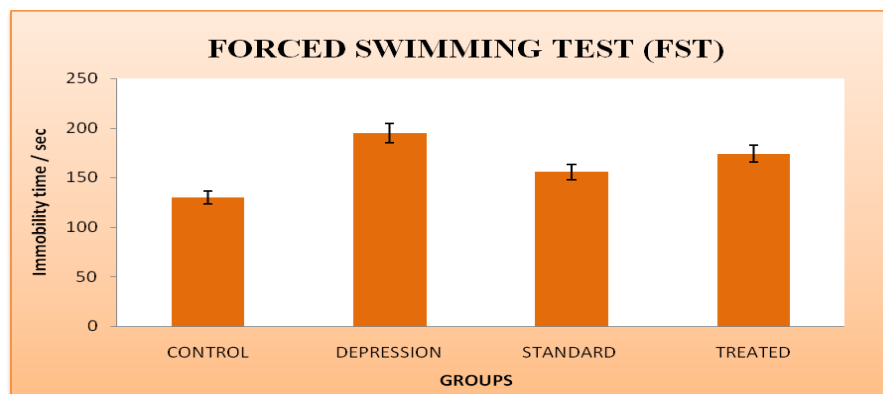 FORCED SWIMMING TEST (FST)
Immobility time / sec
250
200
150
100
50
0
CONTROL DEPRESSION STANDARD TREATED
GROUPS